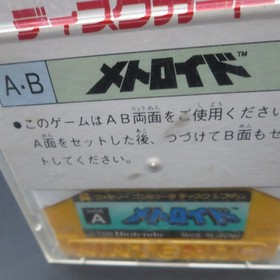 ディスクカード
A・B メトロイド™
●このゲームはAB両面をご使用ください
A面をセットした後、つづけてB面もセッ
トしてください。
A メトロイド
Nintendo